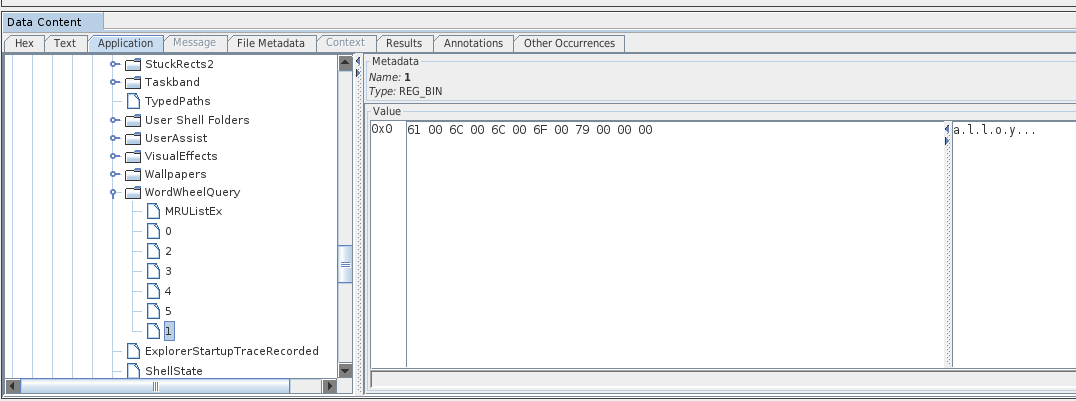 Data Content
Hex Text Application Message File Metadata Context Results Annotations Other Occurrences
StuckRects2
Taskband
TypedPaths
User Shell Folders
UserAssist
VisualEffects
Wallpapers
WordWheelQuery
MRUListEx
0
2
3
4
5
1
ExplorerStartupTraceRecorded
ShellState
Metadata
Name: 1
Type: REG_BIN
Value
0x0 61 00 6C 00 6C 00 6F 00 79 00 00 00 a.l.l.o.y...